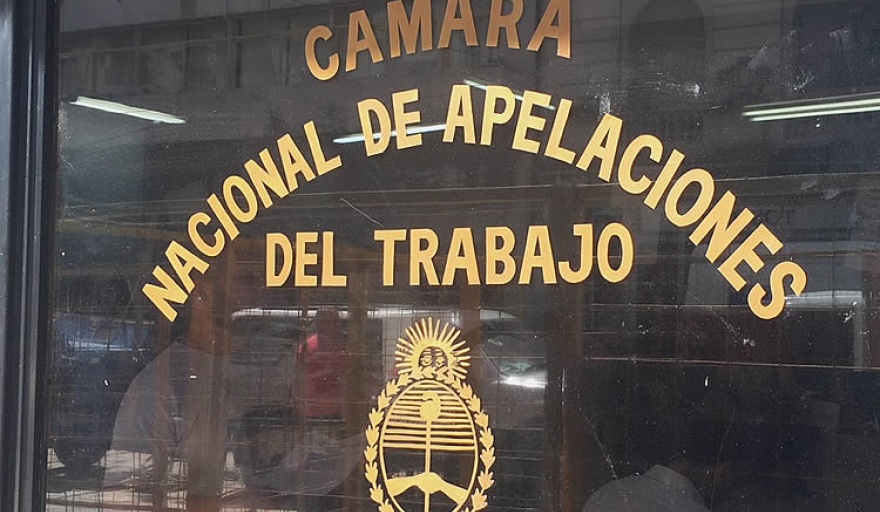 CAMARA
NACIONAL DE APELACIONES
DEL TRABAJO